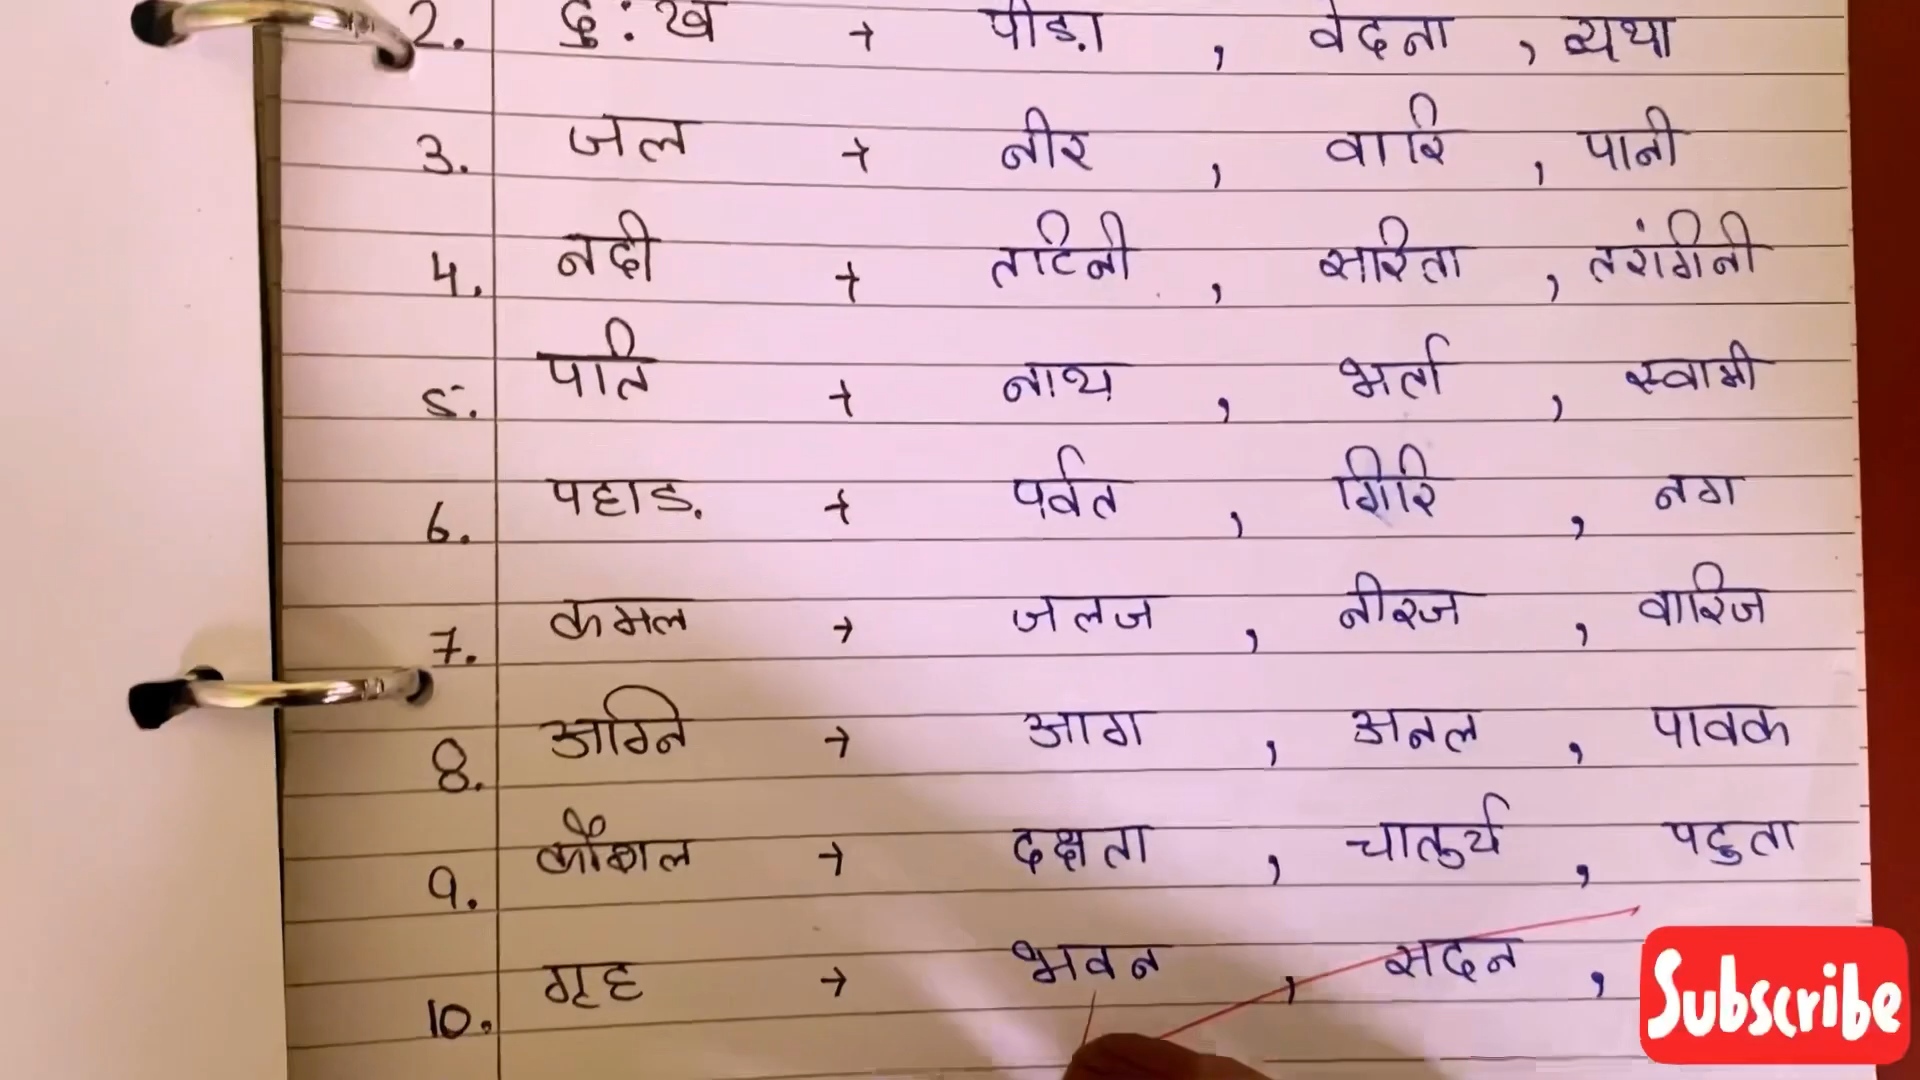 2. दुःख → पीड़ा , वेदना , व्यथा
3. जल → नीर , वारि , पानी
4. नदी → तटिनी , सरिता , तरंगिनी
5. पति → नाथ , भर्ता , स्वामी
6. पहाड़ → पर्वत , गिरि , नग
7. कमल → जलज , नीरज , वारिज
8. अग्नि → आग , अनल , पावक
9. कौशल → दक्षता , चातुर्य , पटुता
10. गृह → भवन , सदन ,
Subscribe